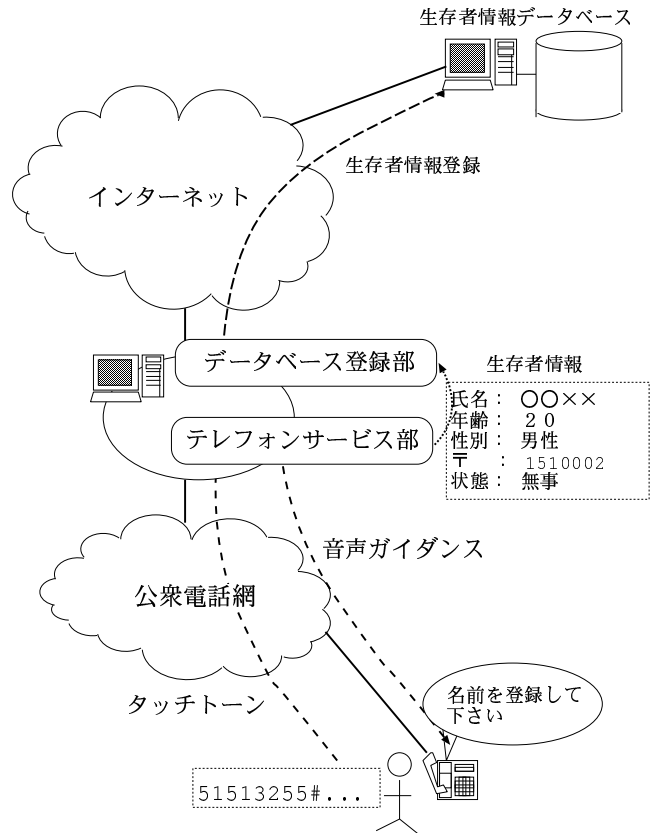 生存者情報データベース
生存者情報登録
インターネット
データベース登録部
生存者情報
氏名： 〇〇××
年齢： ２０
性別： 男性
〒 ： 1510002
状態： 無事
テレフォンサービス部
音声ガイダンス
公衆電話網
タッチトーン
名前を登録して
下さい
51513255#...